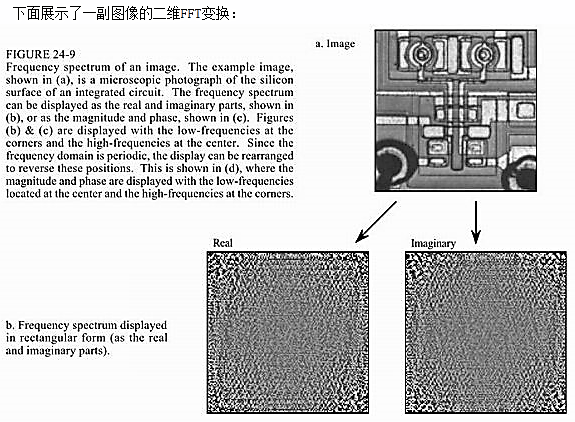 下面展示了一副图像的二维FFT变换：
FIGURE 24-9
Frequency spectrum of an image. The example image,
shown in (a), is a microscopic photograph of the silicon
surface of an integrated circuit. The frequency spectrum
can be displayed as the real and imaginary parts, shown in
(b), or as the magnitude and phase, shown in (c). Figures
(b) & (c) are displayed with the low-frequencies at the
corners and the high-frequencies at the center. Since the
frequency domain is periodic, the display can be rearranged
to reverse these positions. This is shown in (d), where the
magnitude and phase are displayed with the low-frequencies
located at the center and the high-frequencies at the corners.
a. Image
Real
Imaginary
b. Frequency spectrum displayed
in rectangular form (as the real
and imaginary parts).